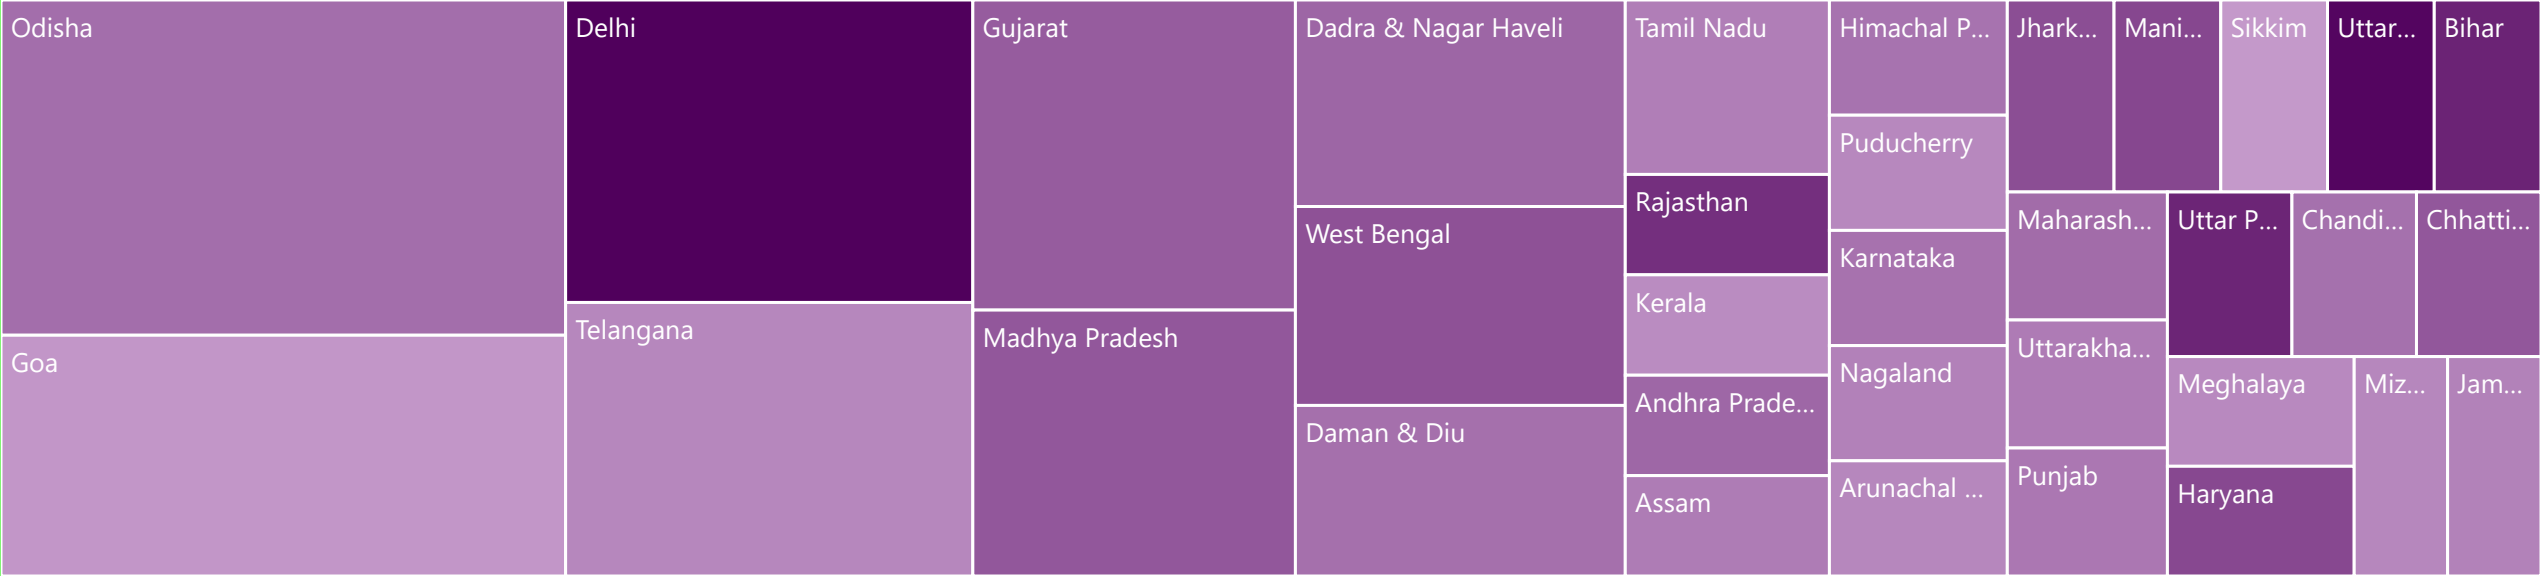 Odisha
Goa
Delhi
Telangana
Gujarat
Madhya Pradesh
Dadra & Nagar Haveli
West Bengal
Daman & Diu
Tamil Nadu
Rajasthan
Kerala
Andhra Prade...
Assam
Himachal P...
Puducherry
Karnataka
Nagaland
Arunachal ...
Jhark...
Mani...
Sikkim
Uttar...
Bihar
Maharash...
Uttarakha...
Punjab
Uttar P...
Chandi...
Chhatti...
Meghalaya
Haryana
Miz...
Jam...